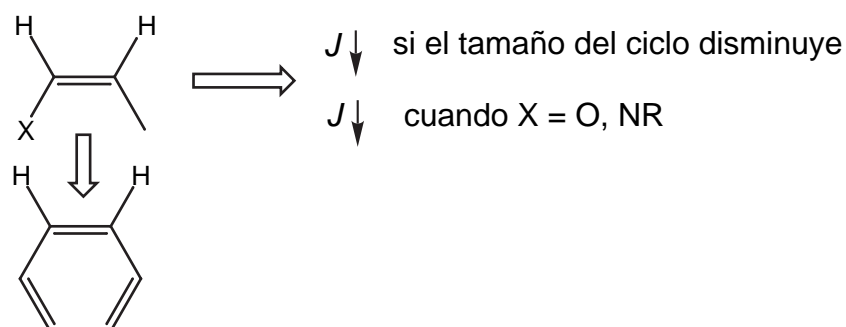 H H
J↓ si el tamaño del ciclo disminuye
X
J↓ cuando X = O, NR
H H